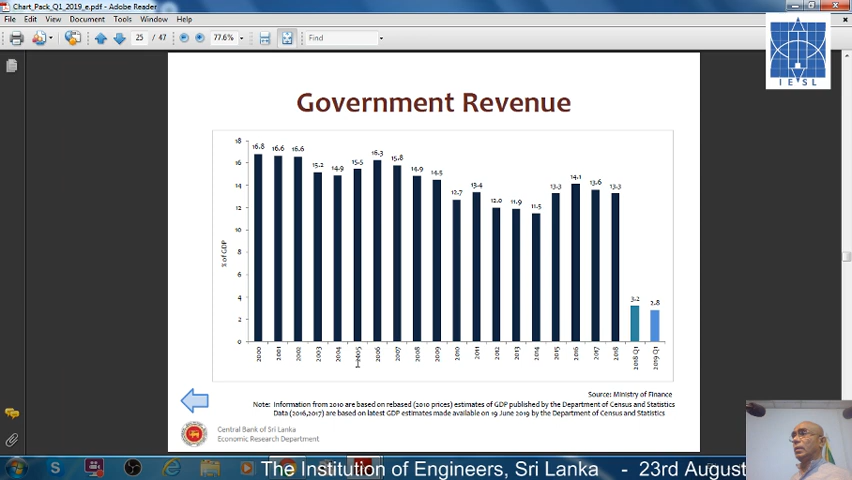 Chart_Pack_Q1_2019_e.pdf - Adobe Reader
File Edit View Document Tools Window Help
25 / 47 77.6% Find
IESL
Government Revenue
% of GDP
18
16
14
12
10
8
6
4
2
0
16.8 16.6 16.6 15.2 14.9 15.5 16.3 15.8 14.9 14.5 12.7 13.4 12.0 11.9 11.5 13.3 14.1 13.6 13.3 3.2 2.8
2000 2001 2002 2003 2004 2006 2007 2008 2009 2010 2011 2012 2013 2014 2015 2016 2017 2018 2018 Q1 2019 Q1
Source: Ministry of Finance
Note: Information from 2010 are based on rebased (2010 prices) estimates of GDP published by the Department of Census and Statistics
Data (2016,2017) are based on latest GDP estimates made available on 19 June 2019 by the Department of Census and Statistics
Central Bank of Sri Lanka
Economic Research Department
The Institution of Engineers, Sri Lanka - 23rd August